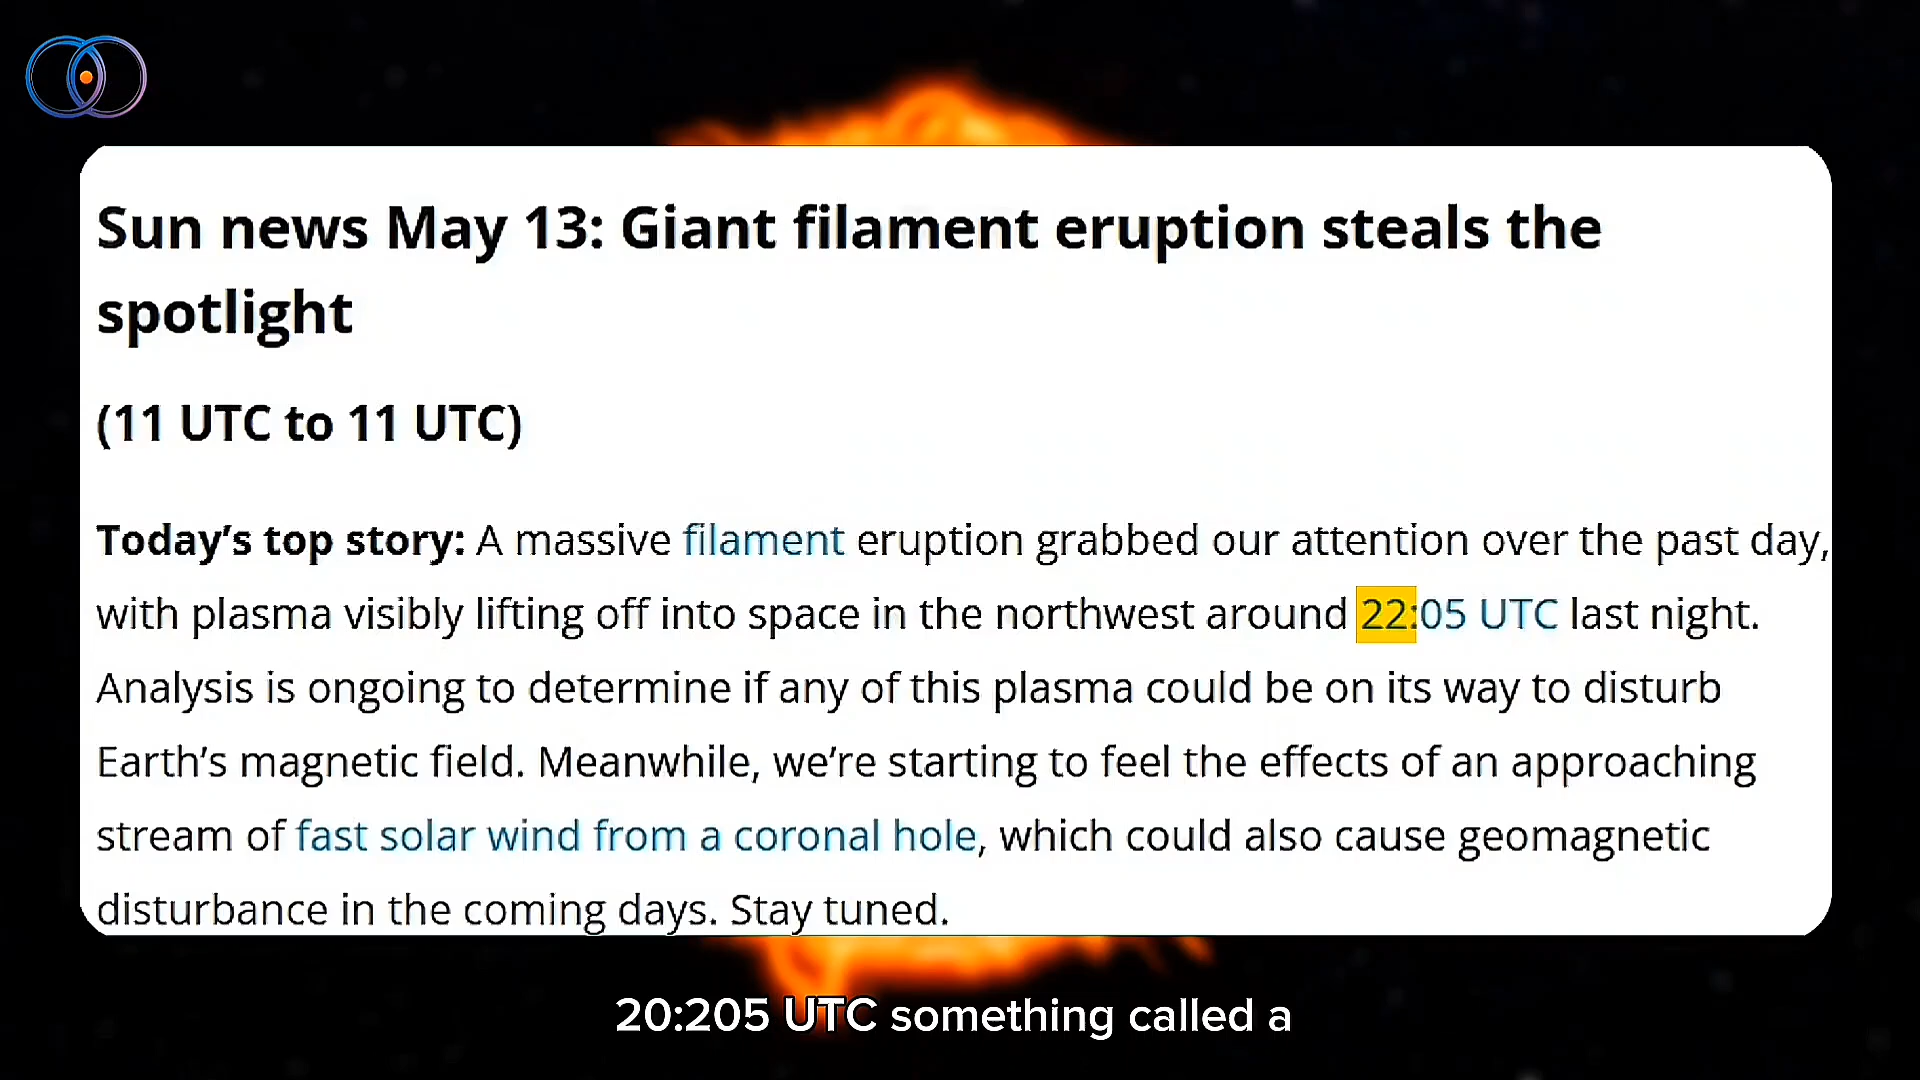 Sun news May 13: Giant filament eruption steals the
spotlight
(11 UTC to 11 UTC)
Today’s top story: A massive filament eruption grabbed our attention over the past day,
with plasma visibly lifting off into space in the northwest around 22:05 UTC last night.
Analysis is ongoing to determine if any of this plasma could be on its way to disturb
Earth’s magnetic field. Meanwhile, we’re starting to feel the effects of an approaching
stream of fast solar wind from a coronal hole, which could also cause geomagnetic
disturbance in the coming days. Stay tuned.
20:205 UTC something called a